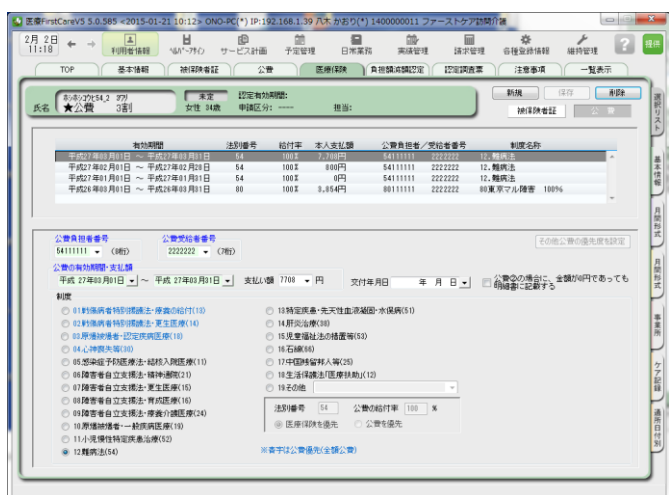 医療FirstCareV5 5.0.585 <2015-01-21 10:12> ONO-PC(*) IP:192.168.1.39 八木 かおり(*) 1400000011 ファーストケア訪問介護
2月 2日
11:18
利用者情報 ﾍﾙﾊﾟｰｱｻｲﾝ サービス計画 予定管理 日常業務 実績管理 請求管理 各種登録情報 維持管理 ? 提供
TOP 基本情報 被保険者証 公費 医療保険 負担額減額認定 認定調査票 注意事項 一覧表示
新規 保存 削除
氏名 ★公費 3割 女性 34歳 未定 認定有効期間:
申請区分: ---- 担当:
被保険者証 公 費
有効期間 法別番号 給付率 本人支払額 公費負担者／受給者番号 制度名称
平成27年03月01日 ～ 平成27年03月31日 54 100% 7,708円 54111111 2222222 12.難病法
平成27年02月01日 ～ 平成27年02月28日 54 100% 800円 54111111 2222222 12.難病法
平成27年01月01日 ～ 平成27年01月31日 54 100% 0円 54111111 2222222 12.難病法
平成26年03月01日 ～ 平成26年03月31日 80 100% 3,854円 80111111 2222222 80東京マル障害 100%
公費負担者番号 公費受給者番号
54111111 (8桁) 2222222 (7桁)
その他公費の優先度を設定
公費の有効期間・支払額
平成 27年03月01日 ～ 平成 27年03月31日 支払い額 7708 円 交付年月日 年 月 日 公費②の場合に、金額が0円であっても
明細書に記載する
制度
01.戦傷病者特別援護法・療養の給付(13)
02.戦傷病者特別援護法・更生医療(14)
03.原爆被爆者・認定疾病医療(18)
04.心神喪失等(30)
05.感染症予防医療法・結核入院医療(11)
06.障害者自立支援法・精神通院(21)
07.障害者自立支援法・更生医療(15)
08.障害者自立支援法・育成医療(16)
09.障害者自立支援法・療養介護医療(24)
10.原爆被爆者・一般疾病医療(19)
11.小児慢性特定疾患治療(52)
12.難病法(54)
13.特定疾患・先天性血液凝固・水俣病(51)
14.肝炎治療(38)
15.児童福祉法の措置等(53)
16.石綿(66)
17.中国残留邦人等(25)
18.生活保護法「医療扶助」(12)
19.その他
法別番号 54 公費の給付率 100 %
医療保険を優先 公費を優先
※青字は公費優先(全額公費)
選択リスト
基本情報
月間形式
月間形式
事業所
ケア記録
適所日付別